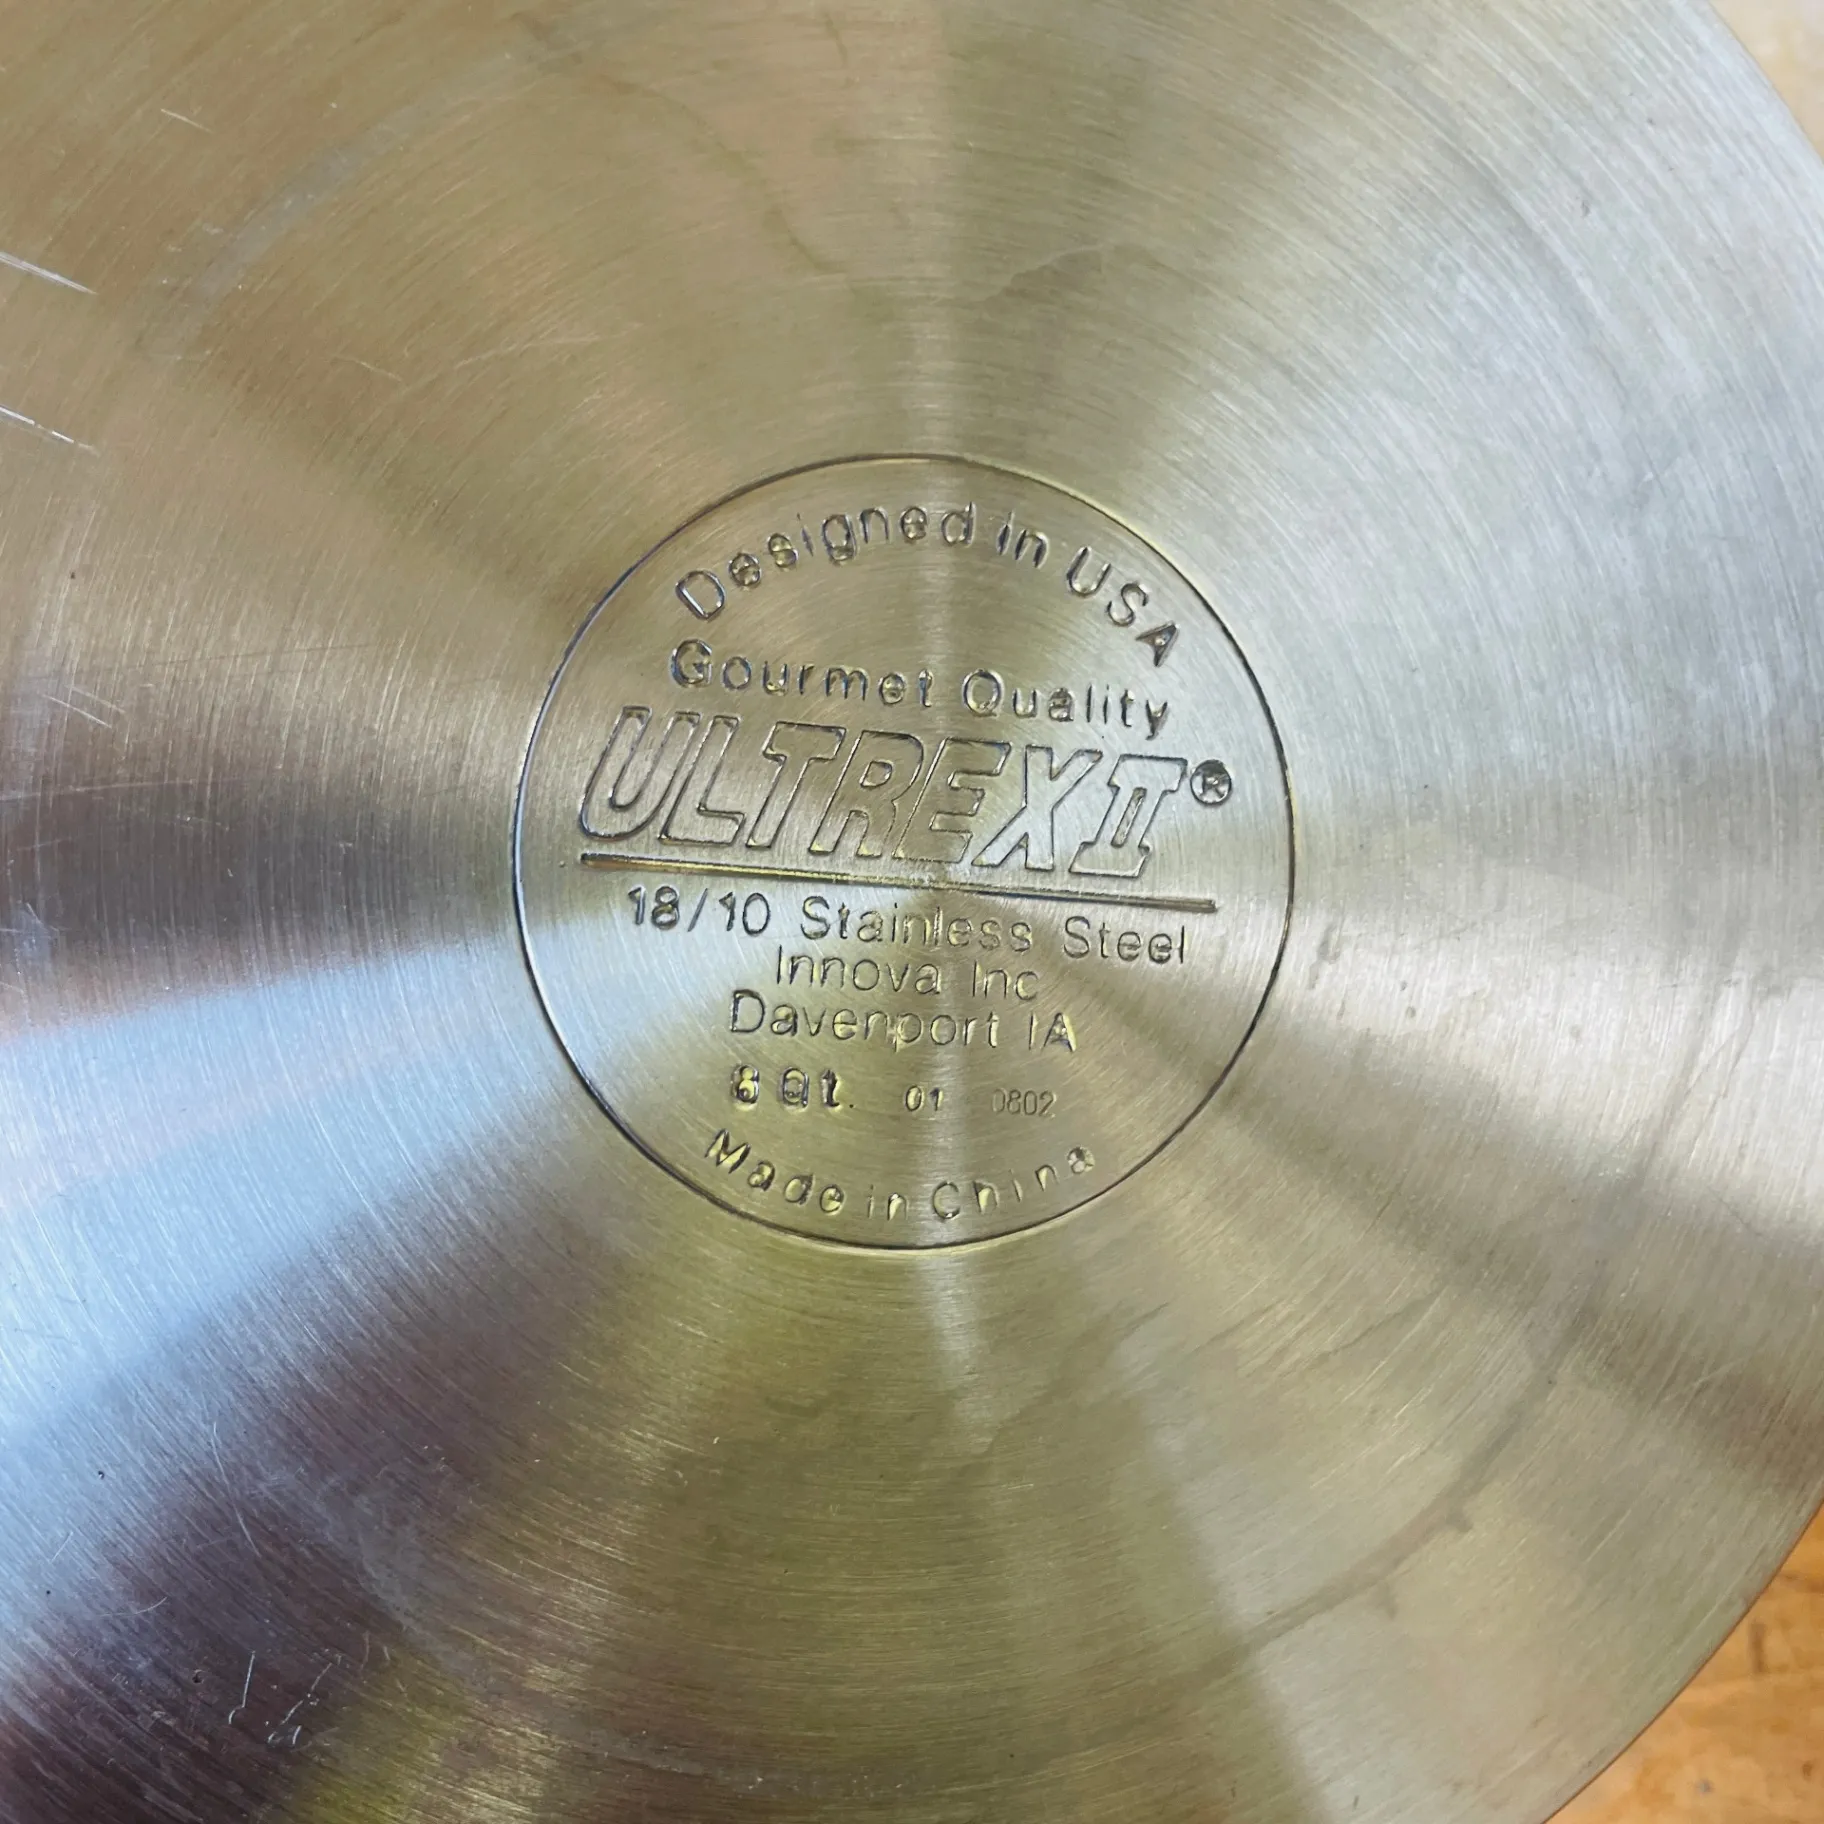 Designed in USA
Gourmet Quality
ULTREX II®
18/10 Stainless Steel
Innova Inc
Davenport IA
8 Qt. 01 0802
Made in China